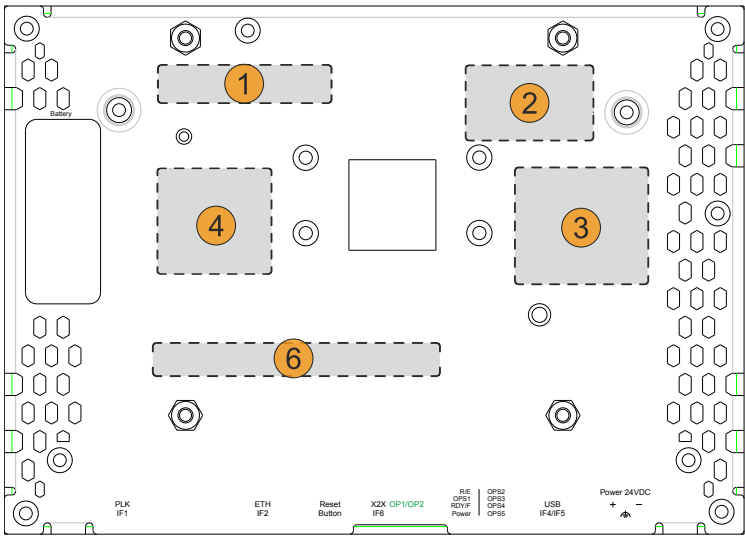 1
2
Battery
4
3
6
PLK
IF1
ETH
IF2
Reset
Button
X2X OP1/OP2
IF6
R/E
OPS1
RDY/F
Power
OPS2
OPS3
OPS4
OPS5
USB
IF4/IF5
Power 24VDC
+ −